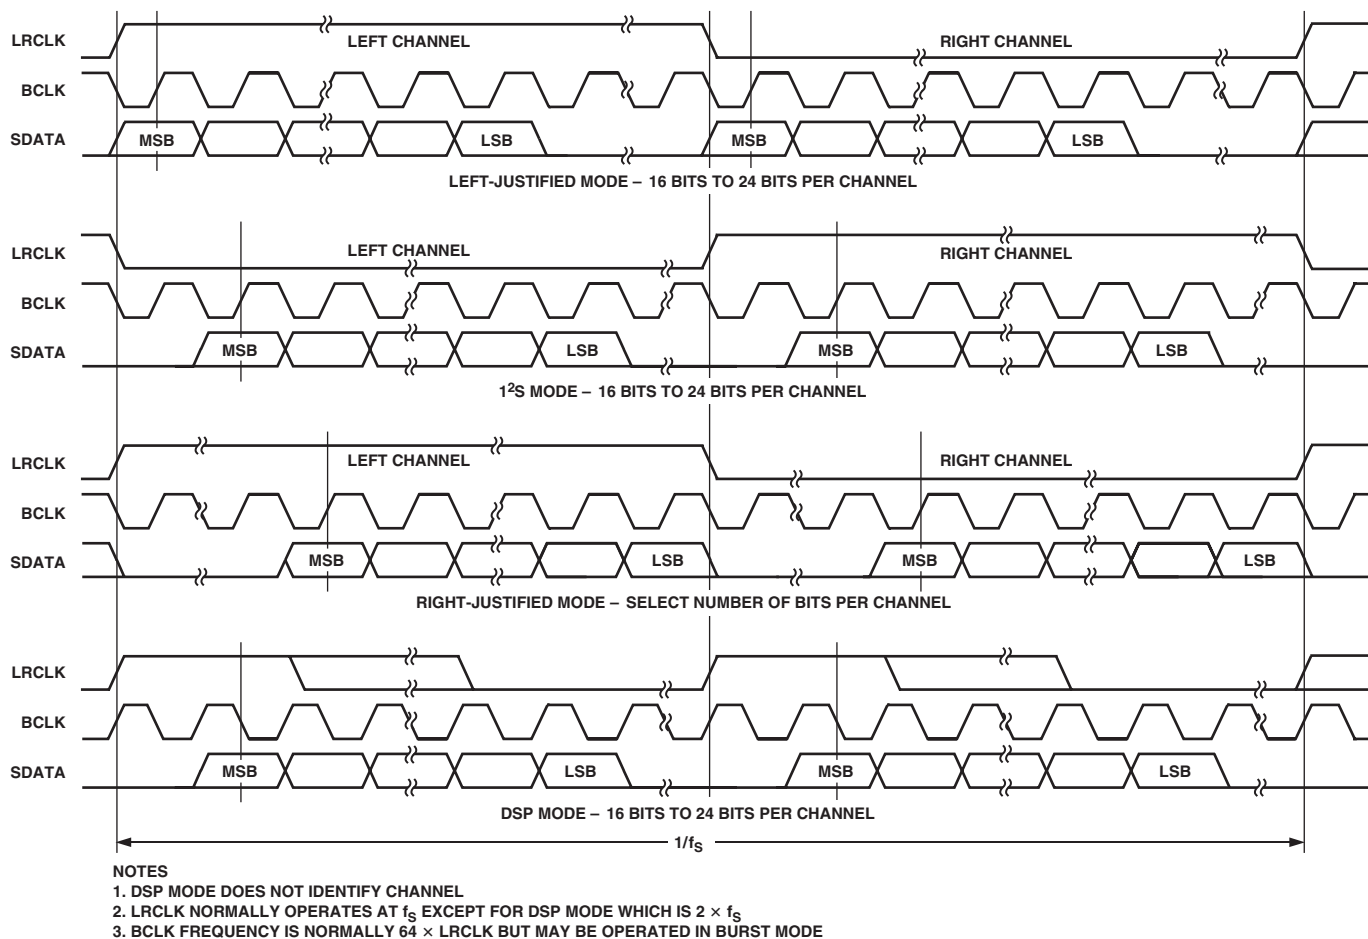 LRCLK LEFT CHANNEL RIGHT CHANNEL
BCLK
SDATA MSB LSB MSB LSB
LEFT-JUSTIFIED MODE – 16 BITS TO 24 BITS PER CHANNEL
LRCLK LEFT CHANNEL RIGHT CHANNEL
BCLK
SDATA MSB LSB MSB LSB
1²S MODE – 16 BITS TO 24 BITS PER CHANNEL
LRCLK LEFT CHANNEL RIGHT CHANNEL
BCLK
SDATA MSB LSB MSB LSB
RIGHT-JUSTIFIED MODE – SELECT NUMBER OF BITS PER CHANNEL
LRCLK
BCLK
SDATA MSB LSB MSB LSB
DSP MODE – 16 BITS TO 24 BITS PER CHANNEL
1/fS
NOTES
1. DSP MODE DOES NOT IDENTIFY CHANNEL
2. LRCLK NORMALLY OPERATES AT fS EXCEPT FOR DSP MODE WHICH IS 2 × fS
3. BCLK FREQUENCY IS NORMALLY 64 × LRCLK BUT MAY BE OPERATED IN BURST MODE